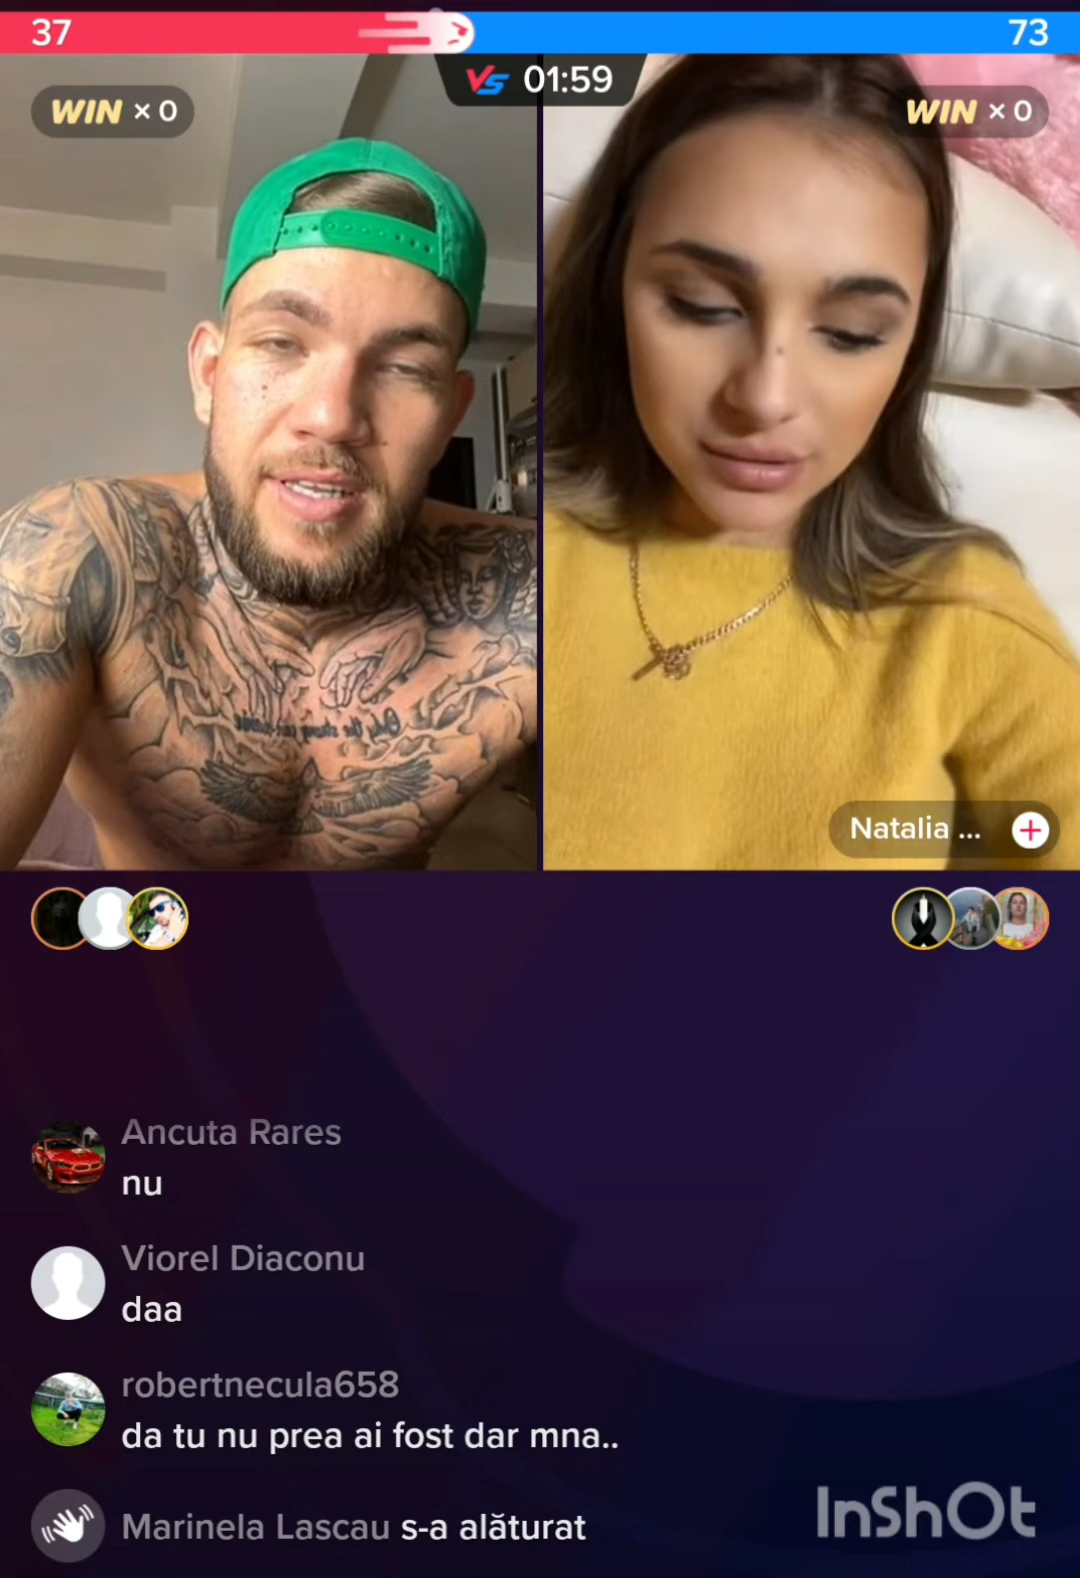 37
73
VS 01:59
WIN × 0
WIN × 0
Natalia ...
Ancuta Rares
nu
Viorel Diaconu
daa
robertnecula658
da tu nu prea ai fost dar mna..
Marinela Lascau s-a alăturat
InShOt